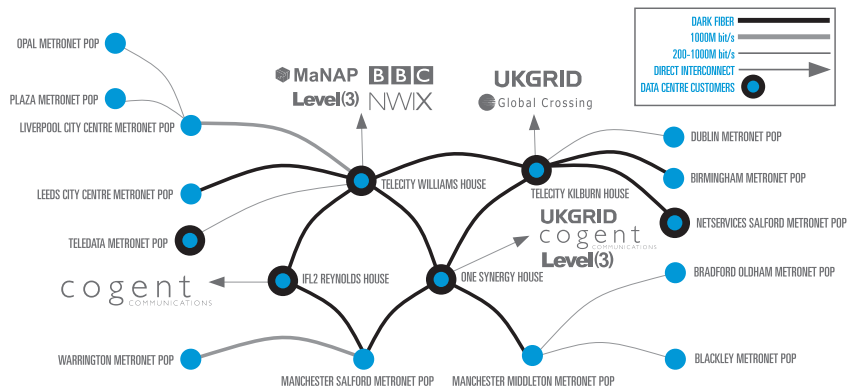 OPAL METRONET POP
PLAZA METRONET POP
LIVERPOOL CITY CENTRE METRONET POP
LEEDS CITY CENTRE METRONET POP
TELEDATA METRONET POP
MaNAP BBC
Level(3) NWIX
UKGRID
Global Crossing
DARK FIBER
1000M bit/s
200-1000M bit/s
DIRECT INTERCONNECT
DATA CENTRE CUSTOMERS
TELECITY WILLIAMS HOUSE
TELECITY KILBURN HOUSE
DUBLIN METRONET POP
BIRMINGHAM METRONET POP
NETSERVICES SALFORD METRONET POP
UKGRID
cogent
COMMUNICATIONS
Level(3)
cogent
COMMUNICATIONS
IFL2 REYNOLDS HOUSE
ONE SYNERGY HOUSE
BRADFORD OLDHAM METRONET POP
WARRINGTON METRONET POP
MANCHESTER SALFORD METRONET POP
MANCHESTER MIDDLETON METRONET POP
BLACKLEY METRONET POP